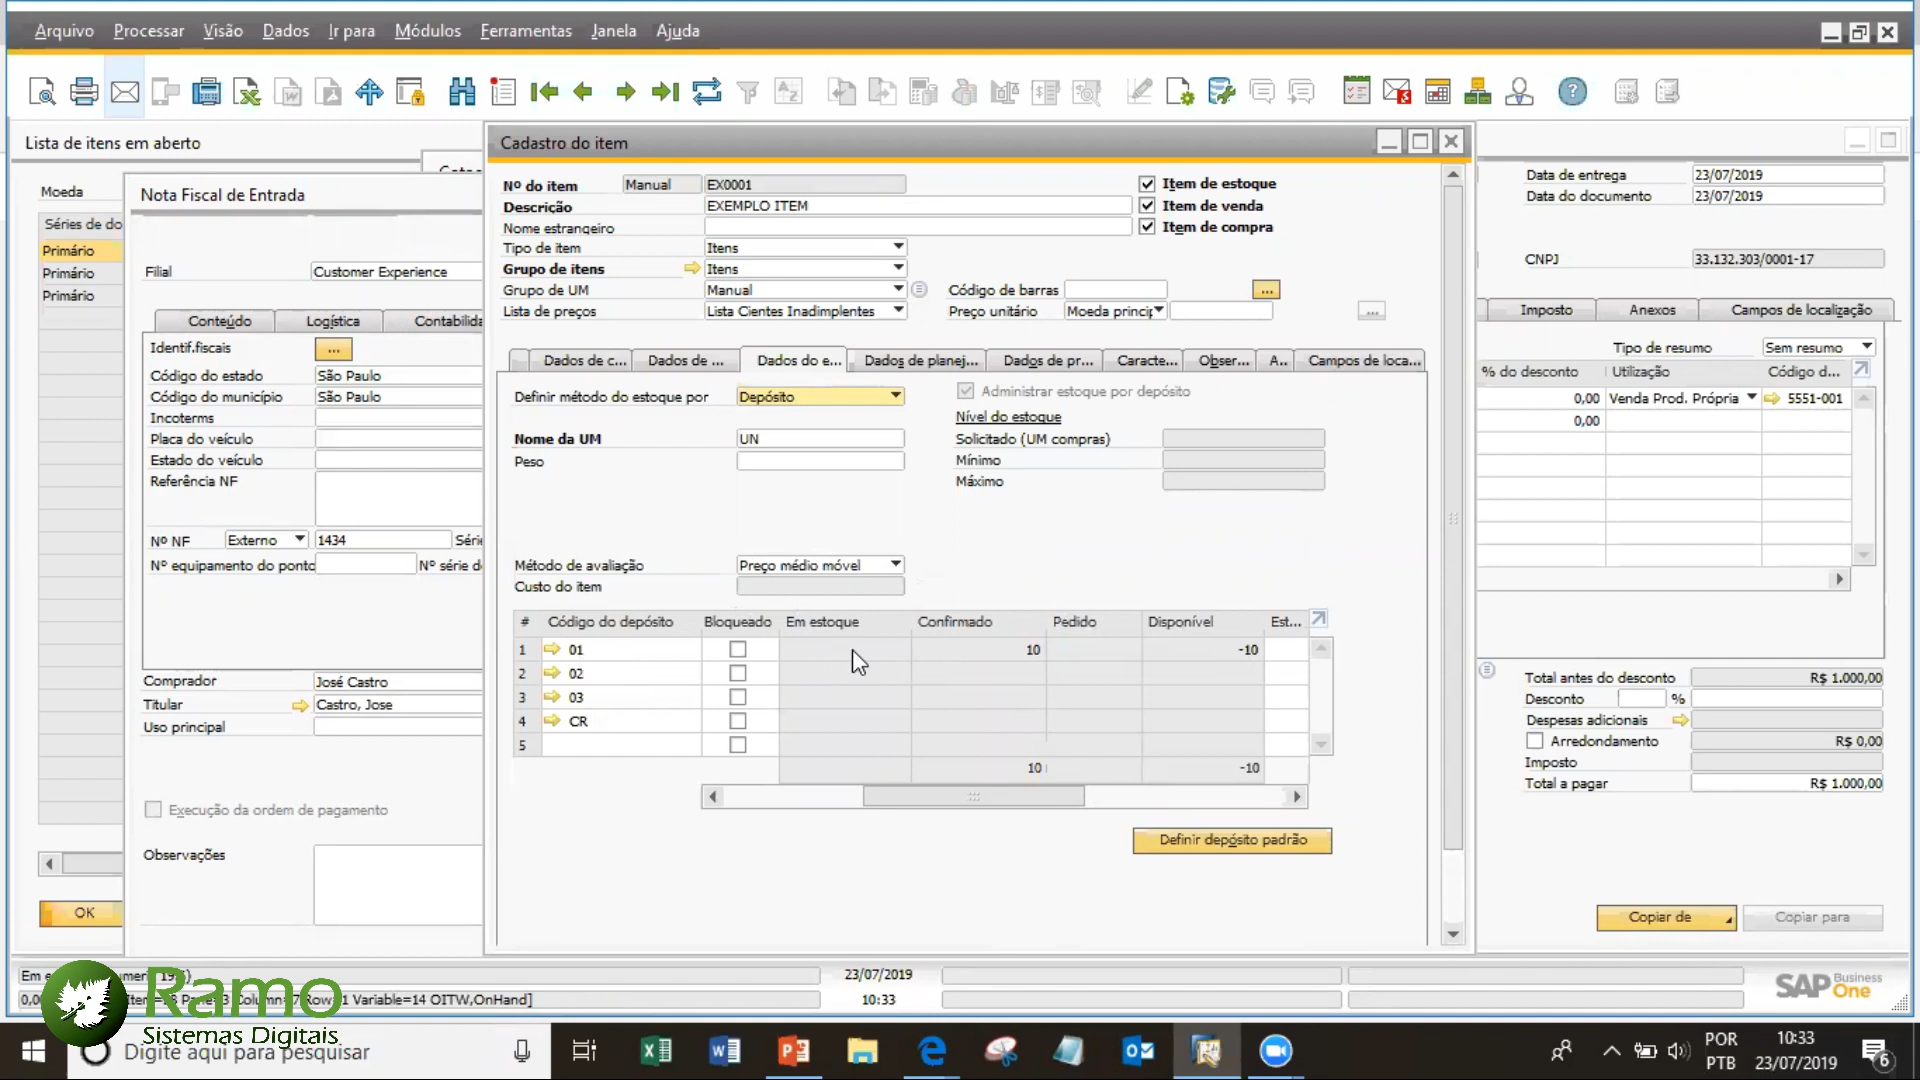 Arquivo Processar Visão Dados Ir para Módulos Ferramentas Janela Ajuda
Lista de itens em aberto
Moeda
Séries de do
Primário
Primário
Primário
OK
Nota Fiscal de Entrada
Filial Customer Experience
Conteúdo Logística Contabilida
Identif.fiscais ...
Código do estado São Paulo
Código do município São Paulo
Incoterms
Placa do veículo
Estado do veículo
Referência NF
Nº NF Externo 1434 Séri
Nº equipamento do ponto Nº série d
Comprador José Castro
Titular Castro, Jose
Uso principal
Execução da ordem de pagamento
Observações
Cadastro do item
Nº do item Manual EX0001
Descrição EXEMPLO ITEM
Nome estrangeiro
Tipo de item Itens
Grupo de itens Itens
Grupo de UM Manual
Lista de preços Lista Cientes Inadimplentes
Item de estoque
Item de venda
Item de compra
Código de barras ...
Preço unitário Moeda princip ...
Dados de c... Dados de ... Dados do e... Dados de planej... Dados de pr... Caracte... Obser... A.. Campos de loca...
Definir método do estoque por Depósito
Nome da UM UN
Peso
Administrar estoque por depósito
Nível do estoque
Solicitado (UM compras)
Mínimo
Máximo
Método de avaliação Preço médio móvel
Custo do item
# Código do depósito Bloqueado Em estoque Confirmado Pedido Disponível Est...
1 01 10 -10
2 02
3 03
4 CR
5
10 -10
Definir depósito padrão
Data de entrega 23/07/2019
Data do documento 23/07/2019
CNPJ 33.132.303/0001-17
Imposto Anexos Campos de localização
Tipo de resumo Sem resumo
% do desconto Utilização Código d...
0,00 Venda Prod. Própria 5551-001
0,00
Total antes do desconto R$ 1.000,00
Desconto %
Despesas adicionais
Arredondamento R$ 0,00
Imposto
Total a pagar R$ 1.000,00
Copiar de Copiar para
23/07/2019
10:33
Variable=14 OITW,OnHand]
SAP Business One
Ramo
Sistemas Digitais
Digite aqui para pesquisar
POR
PTB
10:33
23/07/2019
6